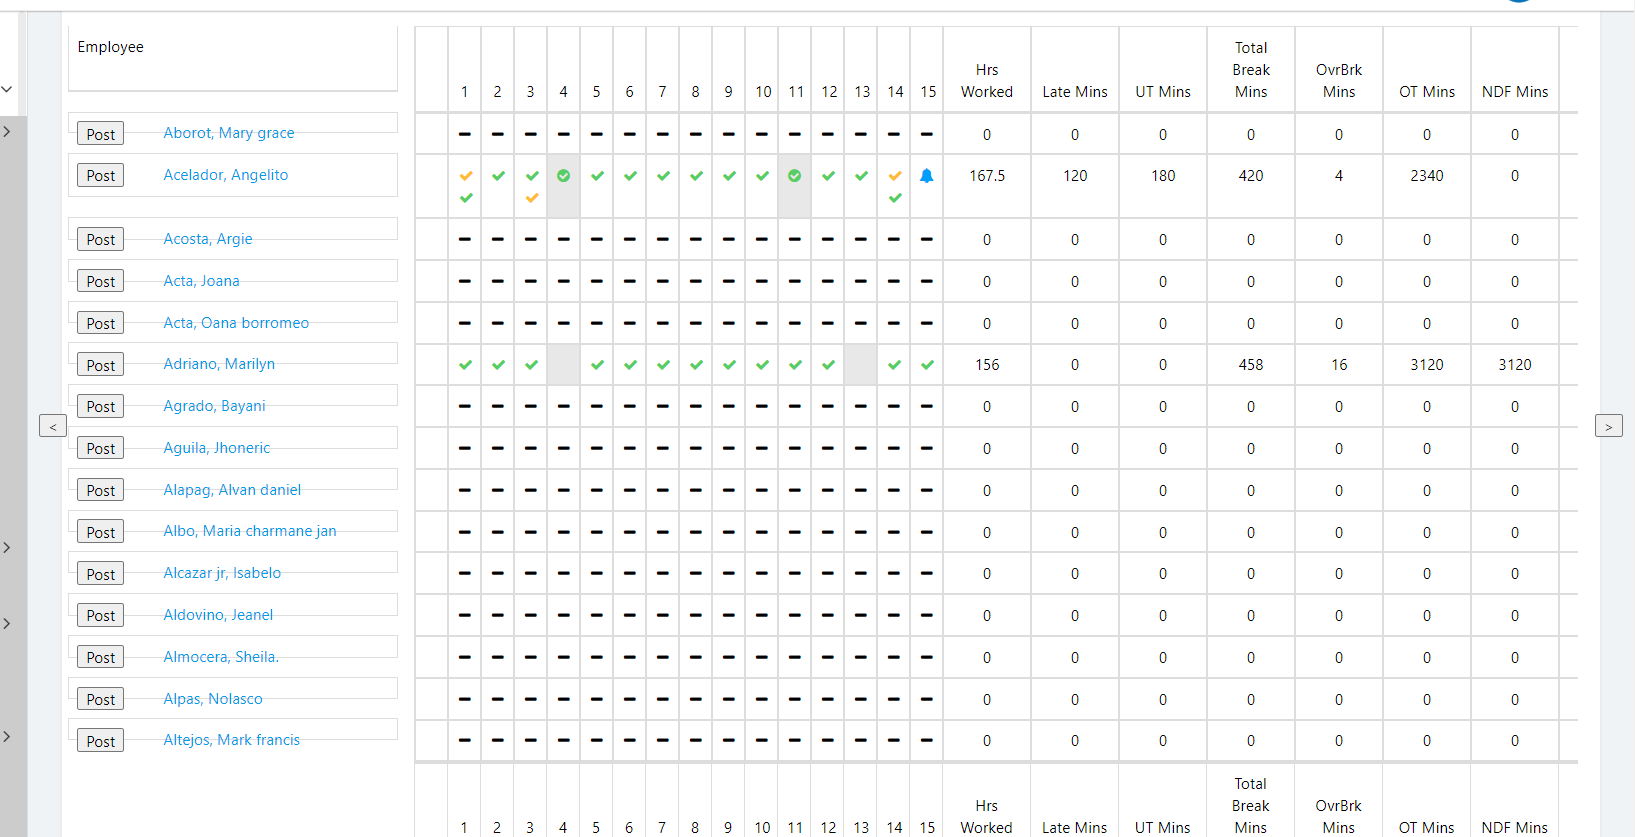 Employee 1 2 3 4 5 6 7 8 9 10 11 12 13 14 15 Hrs Worked Late Mins UT Mins Total Break Mins OvrBrk Mins OT Mins NDF Mins
Post Aborot, Mary grace 0 0 0 0 0 0 0
Post Acelador, Angelito 167.5 120 180 420 4 2340 0
Post Acosta, Argie 0 0 0 0 0 0 0
Post Acta, Joana 0 0 0 0 0 0 0
Post Acta, Oana borromeo 0 0 0 0 0 0 0
Post Adriano, Marilyn 156 0 0 458 16 3120 3120
Post Agrado, Bayani 0 0 0 0 0 0 0
< >
Post Aguila, Jhoneric 0 0 0 0 0 0 0
Post Alapag, Alvan daniel 0 0 0 0 0 0 0
Post Albo, Maria charmane jan 0 0 0 0 0 0 0
Post Alcazar jr, Isabelo 0 0 0 0 0 0 0
Post Aldovino, Jeanel 0 0 0 0 0 0 0
Post Almocera, Sheila. 0 0 0 0 0 0 0
Post Alpas, Nolasco 0 0 0 0 0 0 0
Post Altejos, Mark francis 0 0 0 0 0 0 0
1 2 3 4 5 6 7 8 9 10 11 12 13 14 15 Hrs Worked Late Mins UT Mins Total Break Mins OvrBrk Mins OT Mins NDF Mins